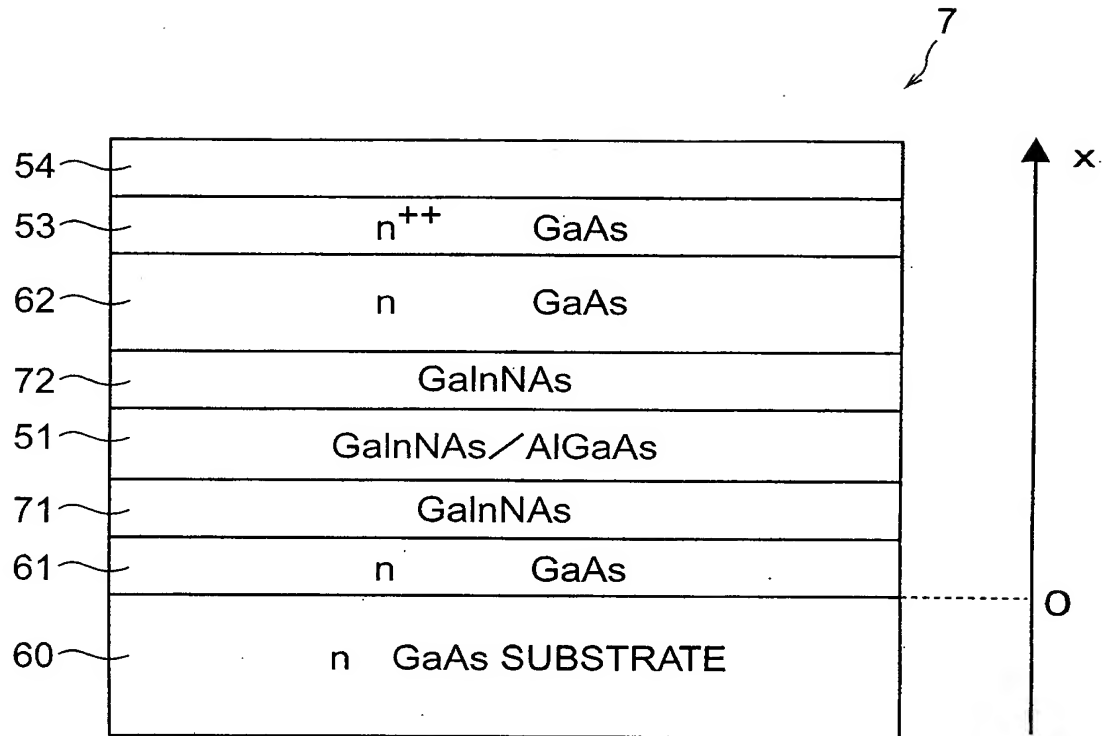 7
54
x
53 n++ GaAs
62 n GaAs
72 GaInNAs
51 GaInNAs/AlGaAs
71 GaInNAs
61 n GaAs
O
60 n GaAs SUBSTRATE